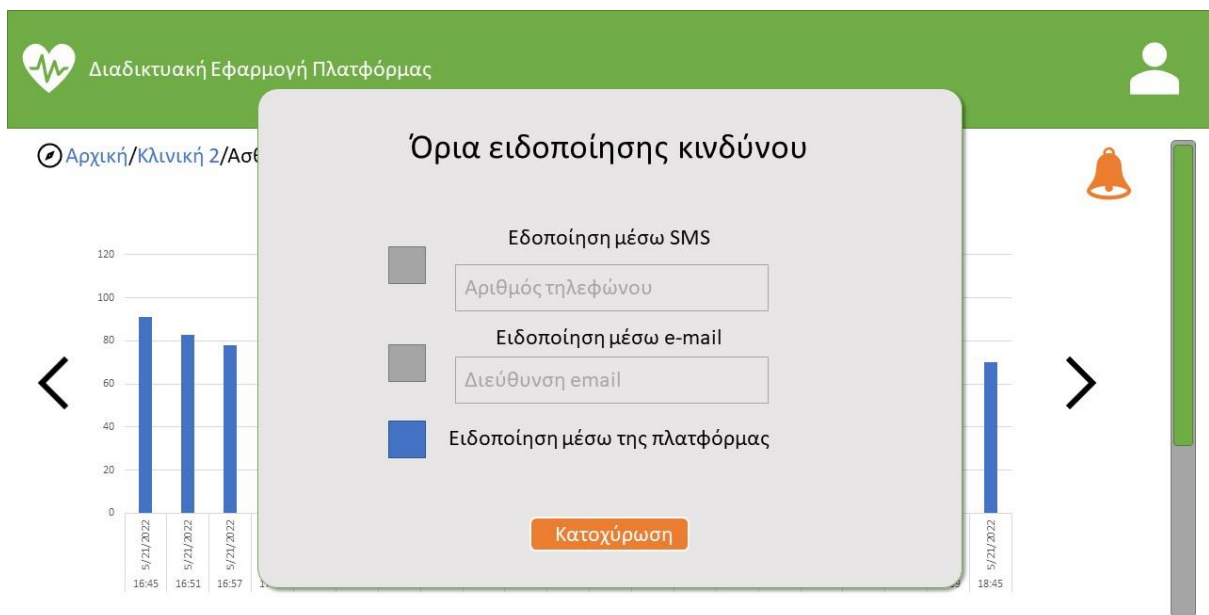 Διαδικτυακή Εφαρμογή Πλατφόρμας
Όρια ειδοποίησης κινδύνου
Αρχική/Κλινική 2/Ασθ
Εδοποίηση μέσω SMS
Αριθμός τηλεφώνου
Ειδοποίηση μέσω e-mail
Διεύθυνση email
Ειδοποίηση μέσω της πλατφόρμας
Κατοχύρωση
120
100
80
60
40
20
0
5/21/2022 5/21/2022 5/21/2022 5/21/2022
16:45 16:51 16:57 18:45